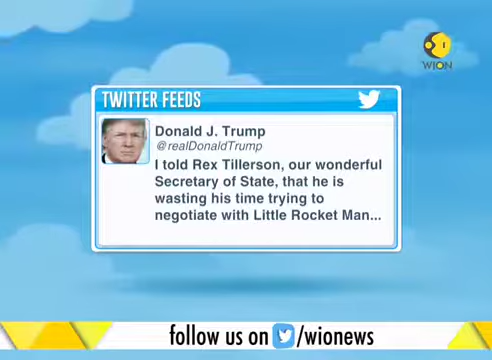 WION
TWITTER FEEDS
Donald J. Trump
@realDonaldTrump
I told Rex Tillerson, our wonderful
Secretary of State, that he is
wasting his time trying to
negotiate with Little Rocket Man...
follow us on /wionews